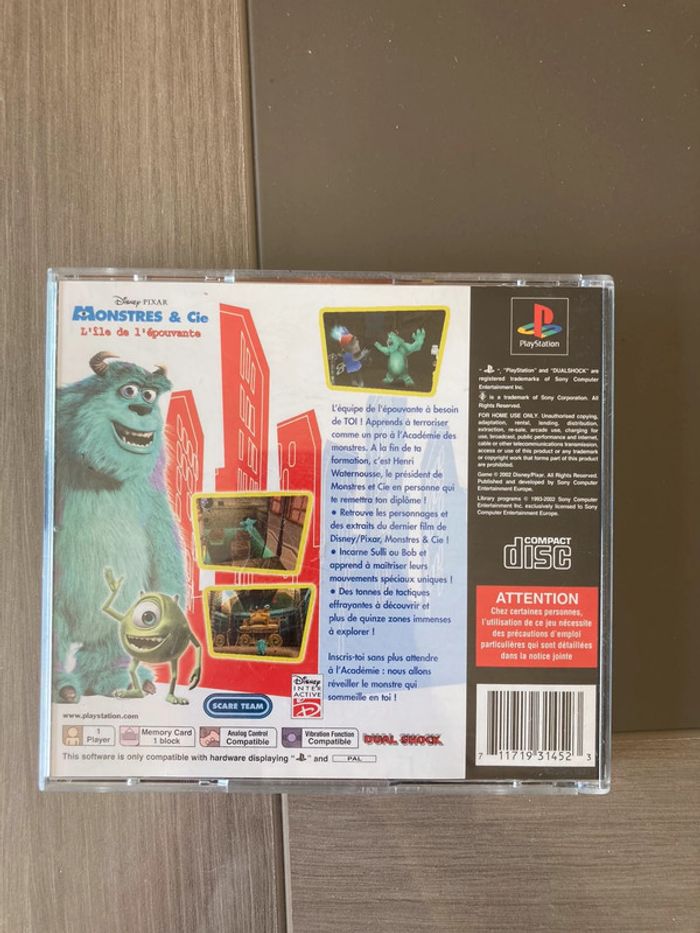 Disney PIXAR
MONSTRES & Cie
L'île de l'épouvante
L'équipe de l'épouvante à besoin
de TOI ! Apprends à terroriser
comme un pro à l'Académie des
monstres. A la fin de ta
formation, c'est Henri
Waternousse, le président de
Monstres et Cie en personne qui
te remettra ton diplôme !
• Retrouve les personnages et
des extraits du dernier film de
Disney/Pixar, Monstres & Cie !
• Incarne Sulli ou Bob et
apprend à maîtriser leurs
mouvements spéciaux uniques !
• Des tonnes de tactiques
effrayantes à découvrir et
plus de quinze zones immenses
à explorer !
Inscris-toi sans plus attendre
à l'Académie : nous allons
réveiller le monstre qui
sommeille en toi !
SCARE TEAM
Disney
INTER
ACTIVE
www.playstation.com
1
Player
Memory Card
1 block
Analog Control
Compatible
Vibration Function
Compatible
DUAL SHOCK
This software is only compatible with hardware displaying " " and PAL
PlayStation
" ", "PlayStation" and "DUALSHOCK" are
registered trademarks of Sony Computer
Entertainment Inc.
is a trademark of Sony Corporation. All
Rights Reserved.
FOR HOME USE ONLY. Unauthorised copying,
adaptation, rental, lending, distribution,
extraction, re-sale, arcade use, charging for
use, broadcast, public performance and internet,
cable or other telecommunications transmission,
access or use of this product or any trademark
or copyright work that forms part of this product
are prohibited.
Game © 2002 Disney/Pixar. All Rights Reserved.
Published and developed by Sony Computer
Entertainment Europe.
Library programs © 1993-2002 Sony Computer
Entertainment Inc. exclusively licensed to Sony
Computer Entertainment Europe.
COMPACT
disc
ATTENTION
Chez certaines personnes,
l'utilisation de ce jeu nécessite
des précautions d'emploi
particulières qui sont détaillées
dans la notice jointe
7 11719 31452 3